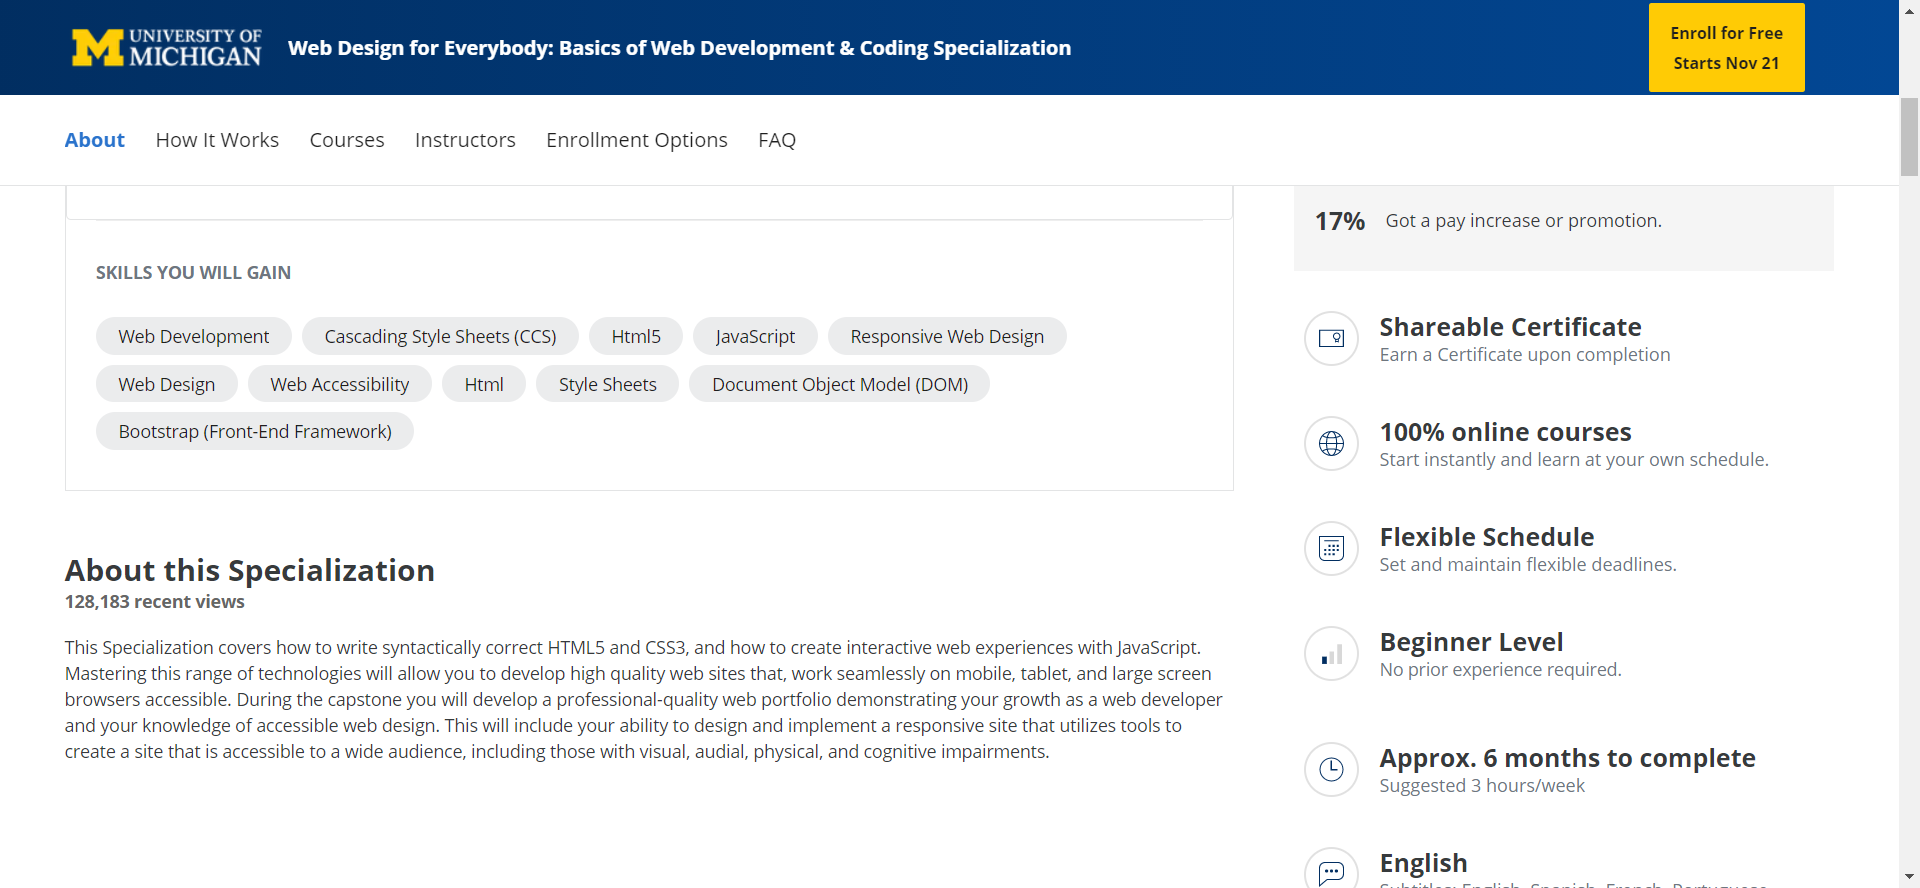 UNIVERSITY OF
MICHIGAN
Web Design for Everybody: Basics of Web Development & Coding Specialization
Enroll for Free
Starts Nov 21
About How It Works Courses Instructors Enrollment Options FAQ
SKILLS YOU WILL GAIN
Web Development Cascading Style Sheets (CCS) Html5 JavaScript Responsive Web Design
Web Design Web Accessibility Html Style Sheets Document Object Model (DOM)
Bootstrap (Front-End Framework)
About this Specialization
128,183 recent views
This Specialization covers how to write syntactically correct HTML5 and CSS3, and how to create interactive web experiences with JavaScript.
Mastering this range of technologies will allow you to develop high quality web sites that, work seamlessly on mobile, tablet, and large screen
browsers accessible. During the capstone you will develop a professional-quality web portfolio demonstrating your growth as a web developer
and your knowledge of accessible web design. This will include your ability to design and implement a responsive site that utilizes tools to
create a site that is accessible to a wide audience, including those with visual, audial, physical, and cognitive impairments.
17% Got a pay increase or promotion.
Shareable Certificate
Earn a Certificate upon completion
100% online courses
Start instantly and learn at your own schedule.
Flexible Schedule
Set and maintain flexible deadlines.
Beginner Level
No prior experience required.
Approx. 6 months to complete
Suggested 3 hours/week
English
Subtitles: English, Spanish, French, Portuguese